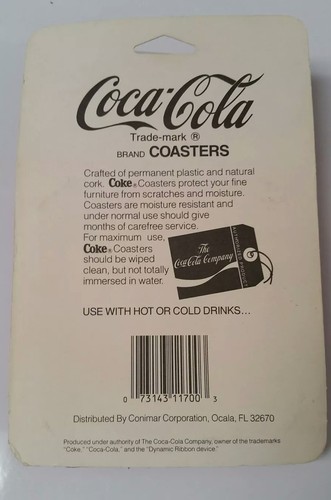 Coca-Cola
Trade-mark ®
BRAND COASTERS
Crafted of permanent plastic and natural
cork. Coke® Coasters protect your fine
furniture from scratches and moisture.
Coasters are moisture resistant and
under normal use should give
months of carefree service.
For maximum use,
Coke® Coasters
should be wiped
clean, but not totally
immersed in water.
The
Coca-Cola Company
AUTHORIZED PRODUCT
USE WITH HOT OR COLD DRINKS...
0 73143 11700 3
Distributed By Conimar Corporation, Ocala, FL 32670
Produced under authority of The Coca-Cola Company, owner of the trademarks
"Coke," "Coca-Cola," and the "Dynamic Ribbon device."